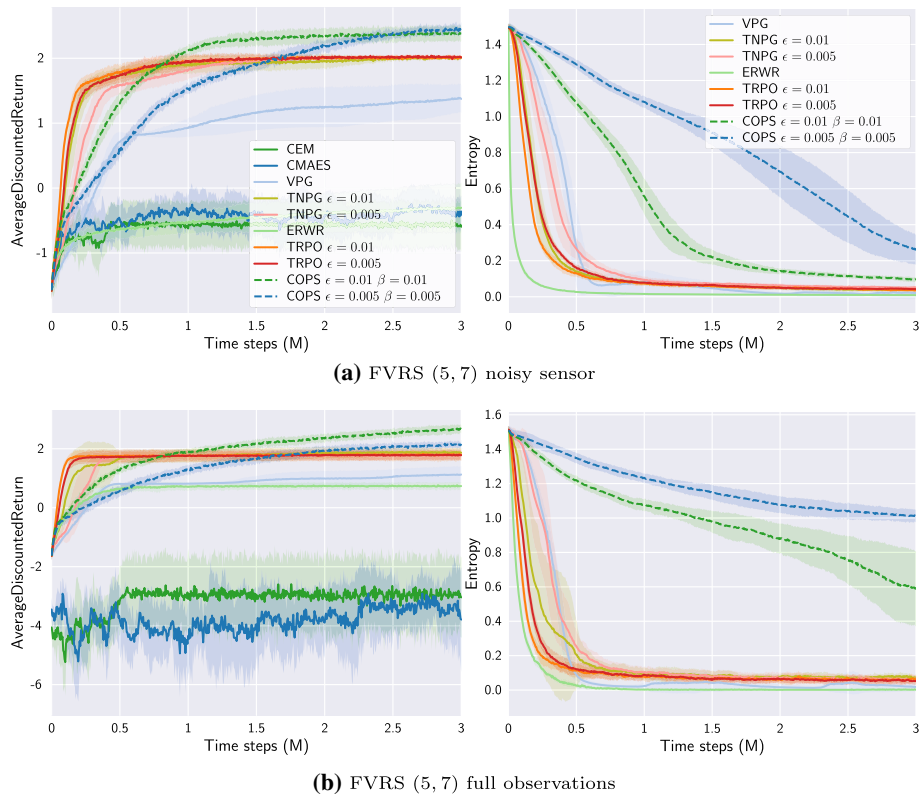 AverageDiscountedReturn
2
1
0
-1
CEM
CMAES
VPG
TNPG ϵ = 0.01
TNPG ϵ = 0.005
ERWR
TRPO ϵ = 0.01
TRPO ϵ = 0.005
COPS ϵ = 0.01 β = 0.01
COPS ϵ = 0.005 β = 0.005
0 0.5 1 1.5 2 2.5 3
Time steps (M)
Entropy
1.4
1.2
1.0
0.8
0.6
0.4
0.2
0.0
VPG
TNPG ϵ = 0.01
TNPG ϵ = 0.005
ERWR
TRPO ϵ = 0.01
TRPO ϵ = 0.005
COPS ϵ = 0.01 β = 0.01
COPS ϵ = 0.005 β = 0.005
0 0.5 1 1.5 2 2.5 3
Time steps (M)
(a) FVRS (5, 7) noisy sensor
AverageDiscountedReturn
2
0
-2
-4
-6
0 0.5 1 1.5 2 2.5 3
Time steps (M)
Entropy
1.6
1.4
1.2
1.0
0.8
0.6
0.4
0.2
0.0
0 0.5 1 1.5 2 2.5 3
Time steps (M)
(b) FVRS (5, 7) full observations